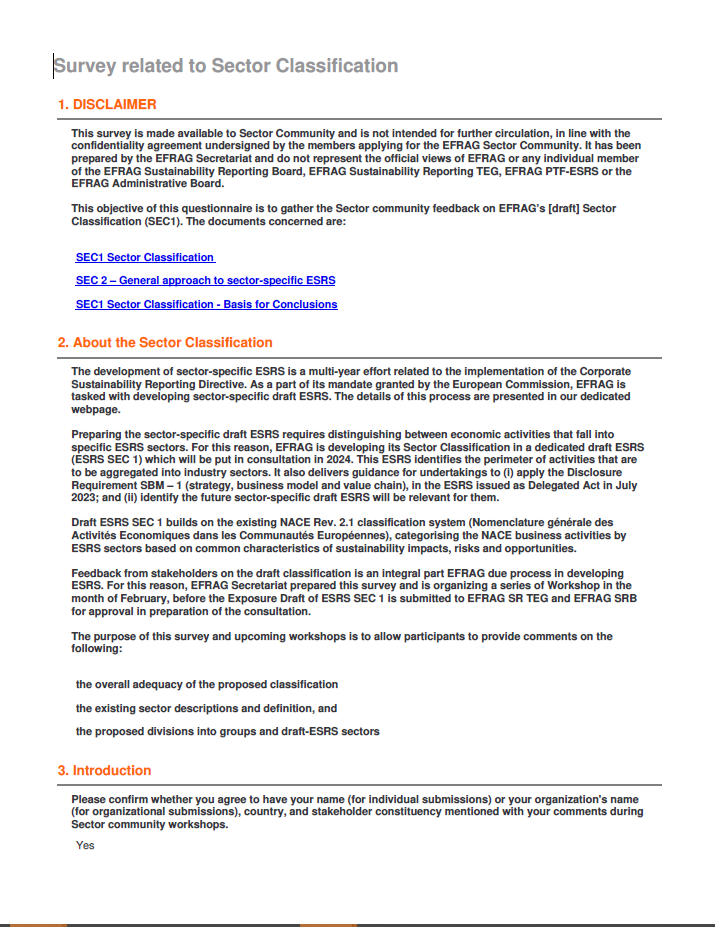 Survey related to Sector Classification
1. DISCLAIMER
This survey is made available to Sector Community and is not intended for further circulation, in line with the
confidentiality agreement undersigned by the members applying for the EFRAG Sector Community. It has been
prepared by the EFRAG Secretariat and do not represent the official views of EFRAG or any individual member
of the EFRAG Sustainability Reporting Board, EFRAG Sustainability Reporting TEG, EFRAG PTF-ESRS or the
EFRAG Administrative Board.
This objective of this questionnaire is to gather the Sector community feedback on EFRAG's [draft] Sector
Classification (SEC1). The documents concerned are:
SEC1 Sector Classification
SEC 2 – General approach to sector-specific ESRS
SEC1 Sector Classification - Basis for Conclusions
2. About the Sector Classification
The development of sector-specific ESRS is a multi-year effort related to the implementation of the Corporate
Sustainability Reporting Directive. As a part of its mandate granted by the European Commission, EFRAG is
tasked with developing sector-specific draft ESRS. The details of this process are presented in our dedicated
webpage.
Preparing the sector-specific draft ESRS requires distinguishing between economic activities that fall into
specific ESRS sectors. For this reason, EFRAG is developing its Sector Classification in a dedicated draft ESRS
(ESRS SEC 1) which will be put in consultation in 2024. This ESRS identifies the perimeter of activities that are
to be aggregated into industry sectors. It also delivers guidance for undertakings to (i) apply the Disclosure
Requirement SBM – 1 (strategy, business model and value chain), in the ESRS issued as Delegated Act in July
2023; and (ii) identify the future sector-specific draft ESRS will be relevant for them.
Draft ESRS SEC 1 builds on the existing NACE Rev. 2.1 classification system (Nomenclature générale des
Activités Economiques dans les Communautés Européennes), categorising the NACE business activities by
ESRS sectors based on common characteristics of sustainability impacts, risks and opportunities.
Feedback from stakeholders on the draft classification is an integral part EFRAG due process in developing
ESRS. For this reason, EFRAG Secretariat prepared this survey and is organizing a series of Workshop in the
month of February, before the Exposure Draft of ESRS SEC 1 is submitted to EFRAG SR TEG and EFRAG SRB
for approval in preparation of the consultation.
The purpose of this survey and upcoming workshops is to allow participants to provide comments on the
following:
the overall adequacy of the proposed classification
the existing sector descriptions and definition, and
the proposed divisions into groups and draft-ESRS sectors
3. Introduction
Please confirm whether you agree to have your name (for individual submissions) or your organization's name
(for organizational submissions), country, and stakeholder constituency mentioned with your comments during
Sector community workshops.
Yes